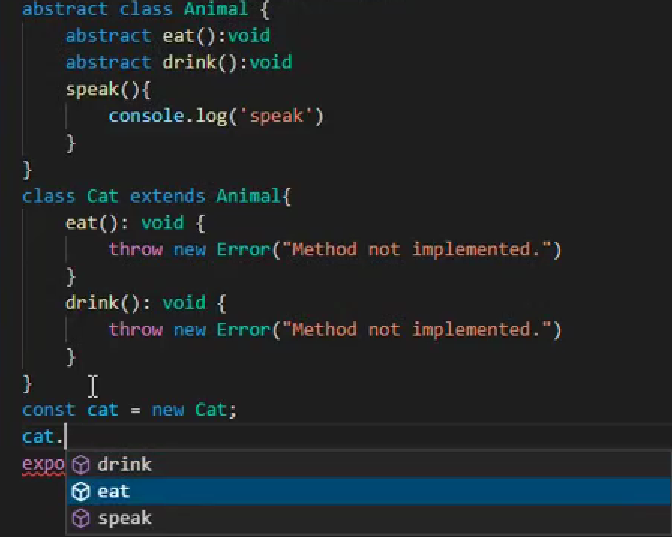 abstract class Animal {
abstract eat():void
abstract drink():void
speak(){
console.log('speak')
}
}
class Cat extends Animal{
eat(): void {
throw new Error("Method not implemented.")
}
drink(): void {
throw new Error("Method not implemented.")
}
}
const cat = new Cat;
cat.
expo
drink
eat
speak